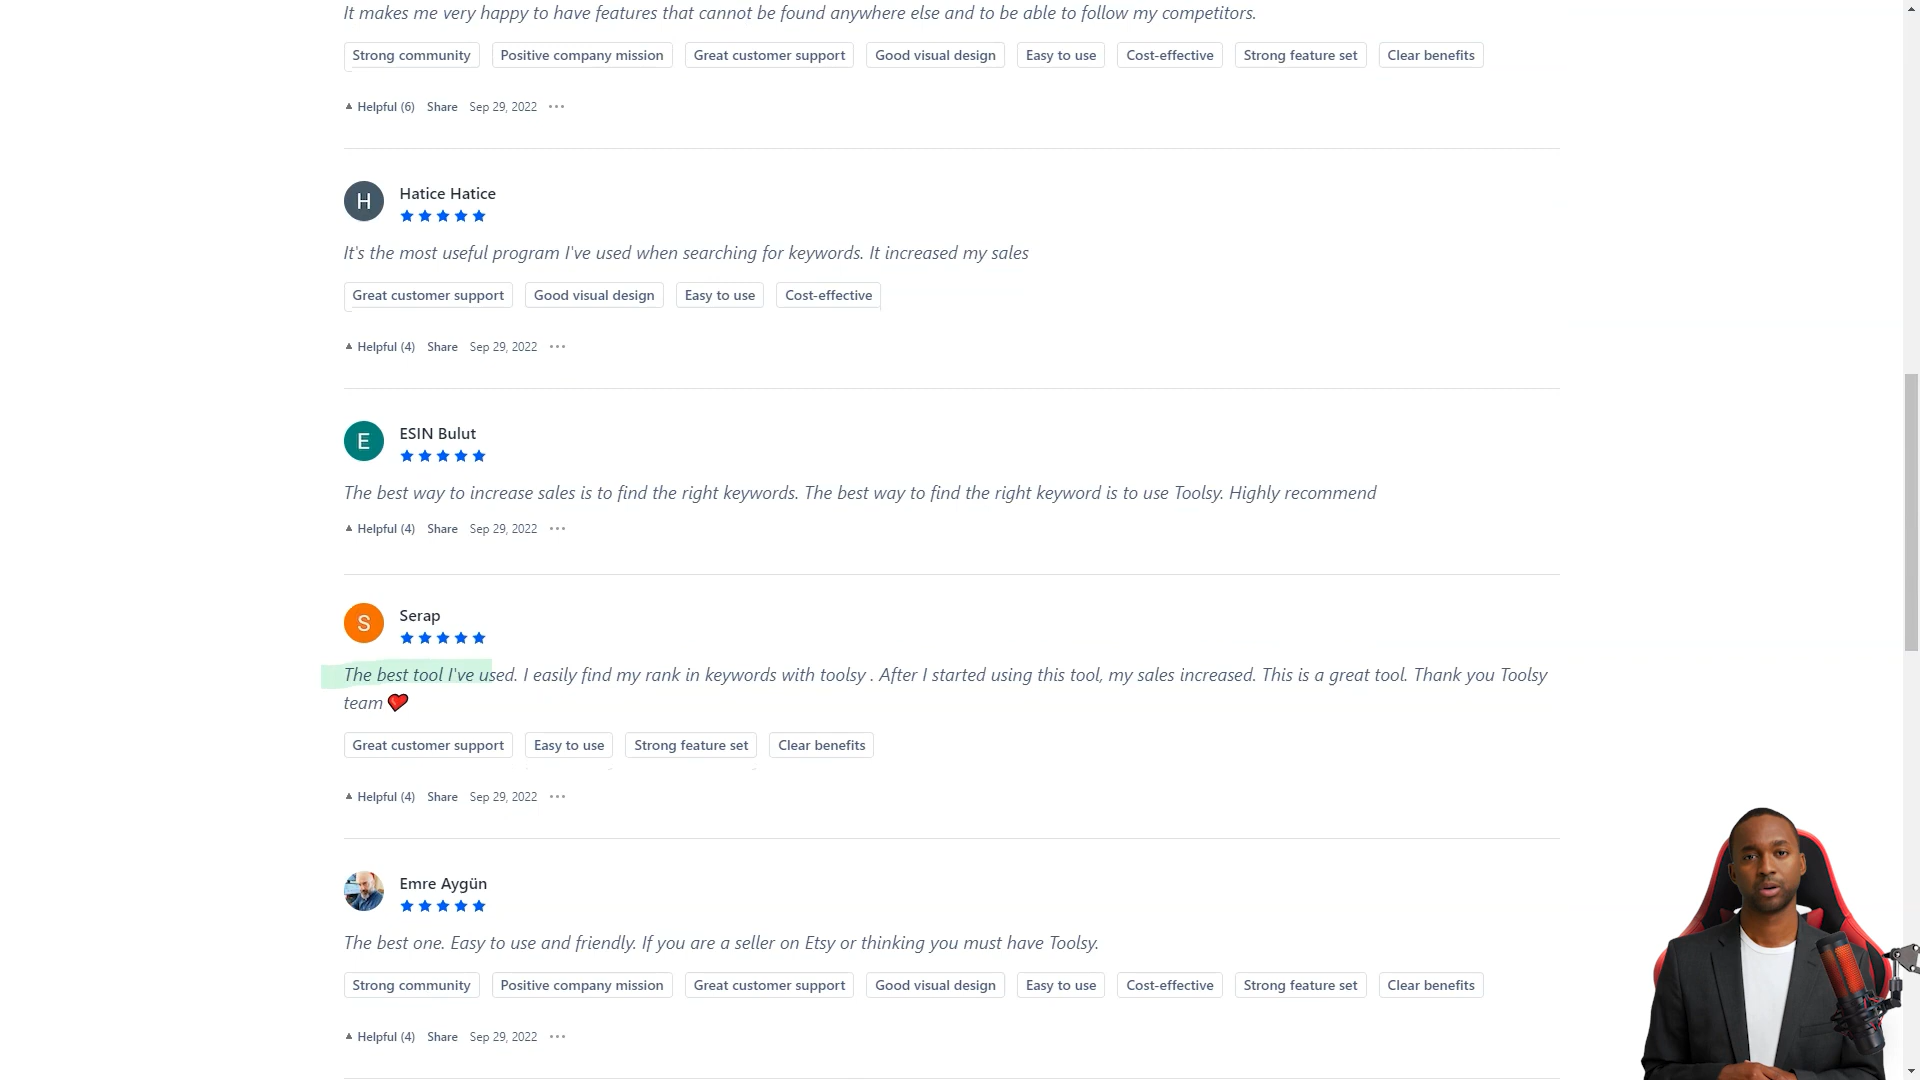 It makes me very happy to have features that cannot be found anywhere else and to be able to follow my competitors.
Strong community Positive company mission Great customer support Good visual design Easy to use Cost-effective Strong feature set Clear benefits
▲ Helpful (6) Share Sep 29, 2022 •••
H
Hatice Hatice
It's the most useful program I've used when searching for keywords. It increased my sales
Great customer support Good visual design Easy to use Cost-effective
▲ Helpful (4) Share Sep 29, 2022 •••
E
ESIN Bulut
The best way to increase sales is to find the right keywords. The best way to find the right keyword is to use Toolsy. Highly recommend
▲ Helpful (4) Share Sep 29, 2022 •••
S
Serap
The best tool I've used. I easily find my rank in keywords with toolsy . After I started using this tool, my sales increased. This is a great tool. Thank you Toolsy
team ❤️
Great customer support Easy to use Strong feature set Clear benefits
▲ Helpful (4) Share Sep 29, 2022 •••
Emre Aygün
The best one. Easy to use and friendly. If you are a seller on Etsy or thinking you must have Toolsy.
Strong community Positive company mission Great customer support Good visual design Easy to use Cost-effective Strong feature set Clear benefits
▲ Helpful (4) Share Sep 29, 2022 •••